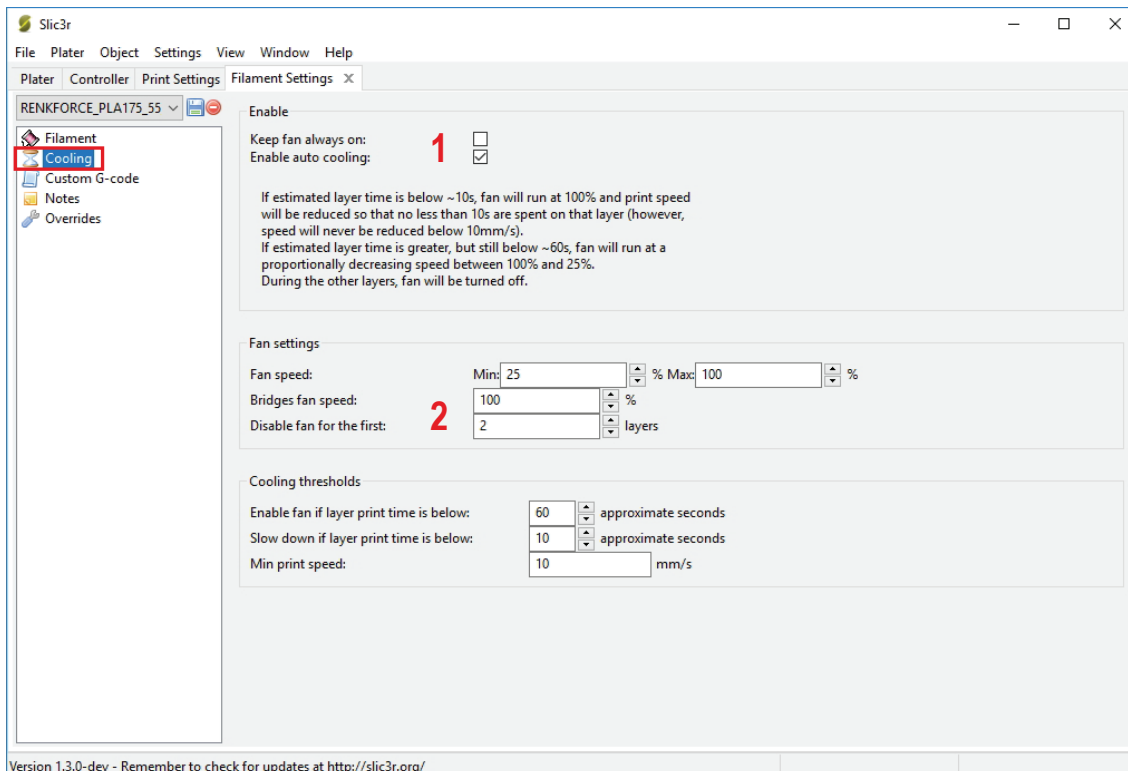 Slic3r
File Plater Object Settings View Window Help
Plater Controller Print Settings Filament Settings
RENKFORCE_PLA175_55
Filament
Cooling
Custom G-code
Notes
Overrides
Enable
Keep fan always on:
1
Enable auto cooling:
If estimated layer time is below ~10s, fan will run at 100% and print speed
will be reduced so that no less than 10s are spent on that layer (however,
speed will never be reduced below 10mm/s).
If estimated layer time is greater, but still below ~60s, fan will run at a
proportionally decreasing speed between 100% and 25%.
During the other layers, fan will be turned off.
Fan settings
Fan speed: Min: 25 % Max: 100 %
Bridges fan speed: 100 %
2
Disable fan for the first: 2 layers
Cooling thresholds
Enable fan if layer print time is below: 60 approximate seconds
Slow down if layer print time is below: 10 approximate seconds
Min print speed: 10 mm/s
Version 1.3.0-dev - Remember to check for updates at http://slic3r.org/